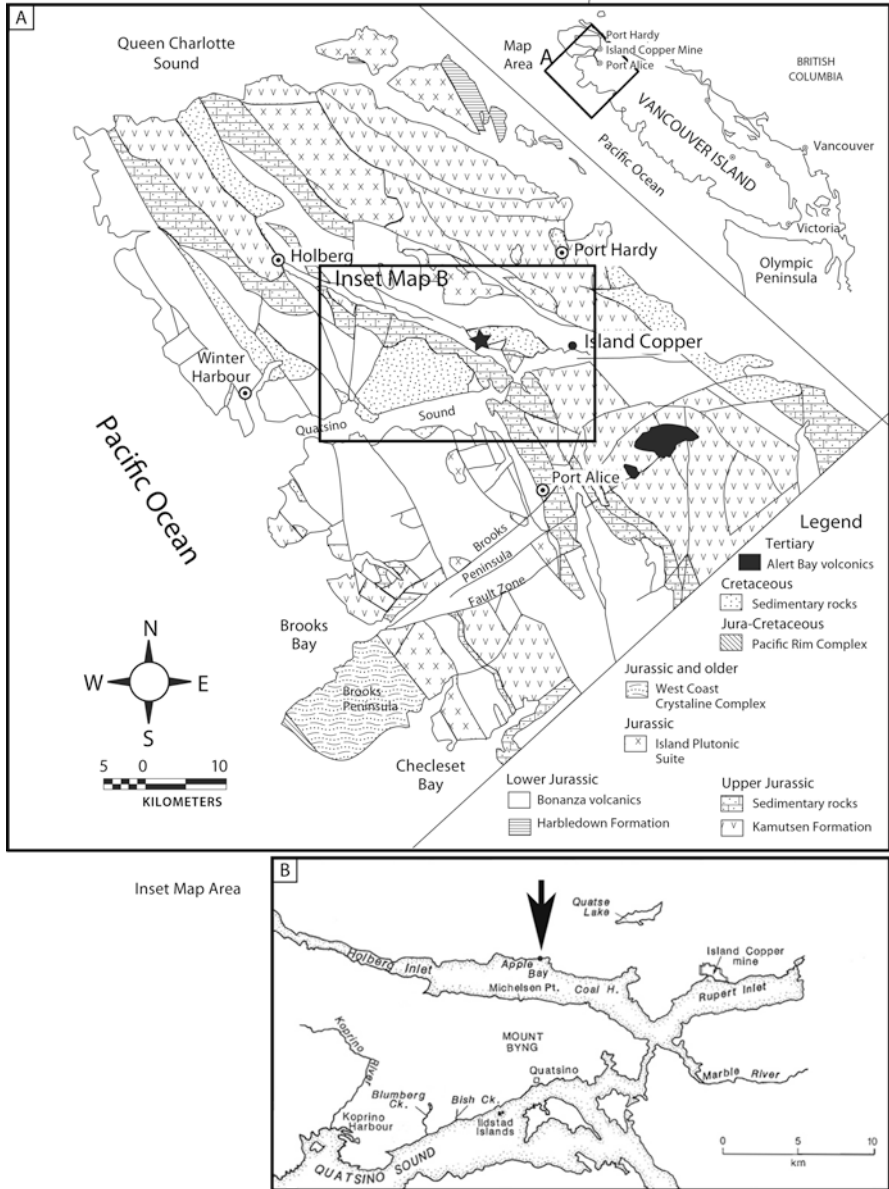 A
Queen Charlotte
Sound
Map
Area
A
Port Hardy
Island Copper Mine
Port Alice
BRITISH
COLUMBIA
VANCOUVER ISLAND
Pacific Ocean
Vancouver
Victoria
Olympic
Peninsula
Holberg
Port Hardy
Inset Map B
Island Copper
Winter
Harbour
Quatsino
Sound
Pacific Ocean
Port Alice
Brooks
Peninsula
Fault Zone
Brooks
Bay
Brooks
Peninsula
Checleset
Bay
N
W
E
S
5 0 10
KILOMETERS
Legend
Tertiary
Alert Bay volcanics
Cretaceous
Sedimentary rocks
Jura-Cretaceous
Pacific Rim Complex
Jurassic and older
West Coast
Crystaline Complex
Jurassic
Island Plutonic
Suite
Lower Jurassic
Bonanza volcanics
Harbledown Formation
Upper Jurassic
Sedimentary rocks
Kamutsen Formation
Inset Map Area
B
Quatse
Lake
Holberg Inlet
Apple
Bay
Island Copper
mine
Michelsen Pt.
Coal H.
Rupert Inlet
Koprino
River
MOUNT
BYNG
Quatsino
Marble River
Blumberg
Ck.
Bish Ck.
Ildstad
Islands
Koprino
Harbour
QUATSINO SOUND
0 5 10
km